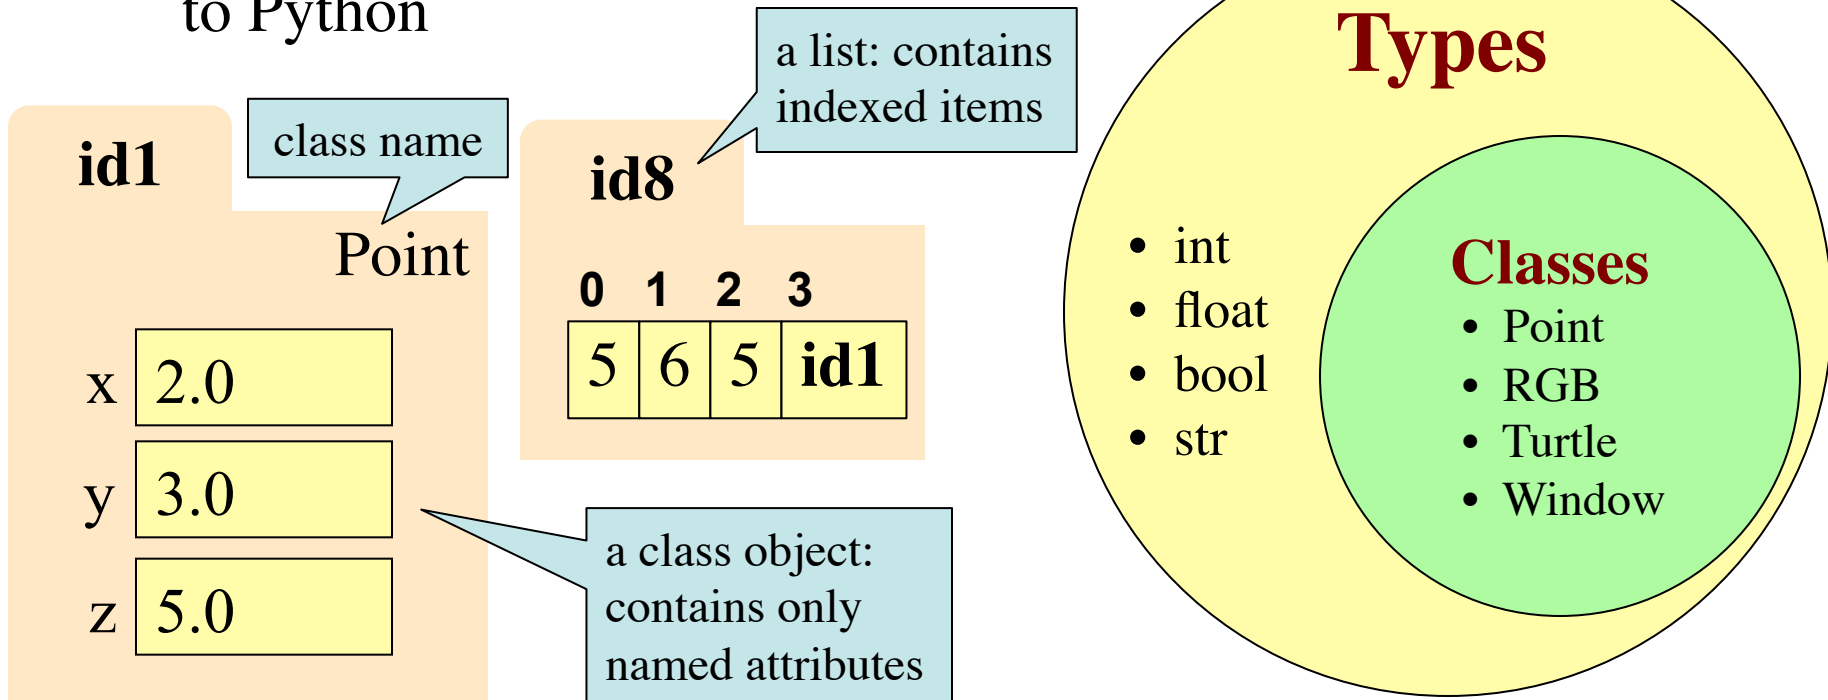 to Python
id1
class name
Point
x 2.0
y 3.0
z 5.0
a list: contains
indexed items
id8
0 1 2 3
5 6 5 id1
a class object:
contains only
named attributes
Types
• int
• float
• bool
• str
Classes
• Point
• RGB
• Turtle
• Window